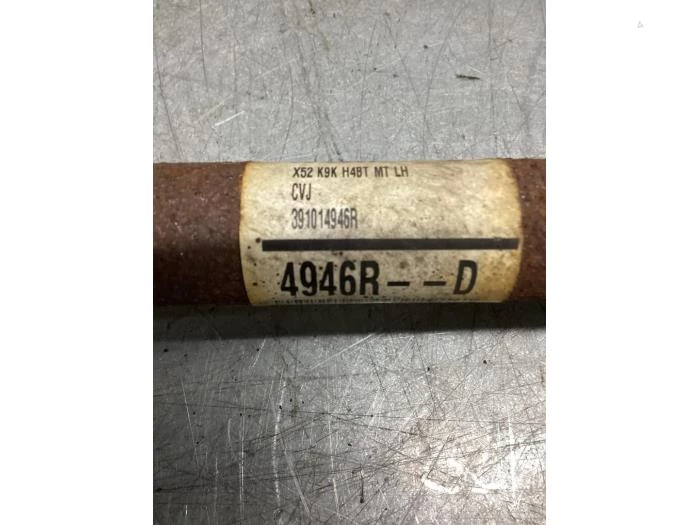 X52 K9K H4BT MT LH
CVJ
391014946R
4946R--D